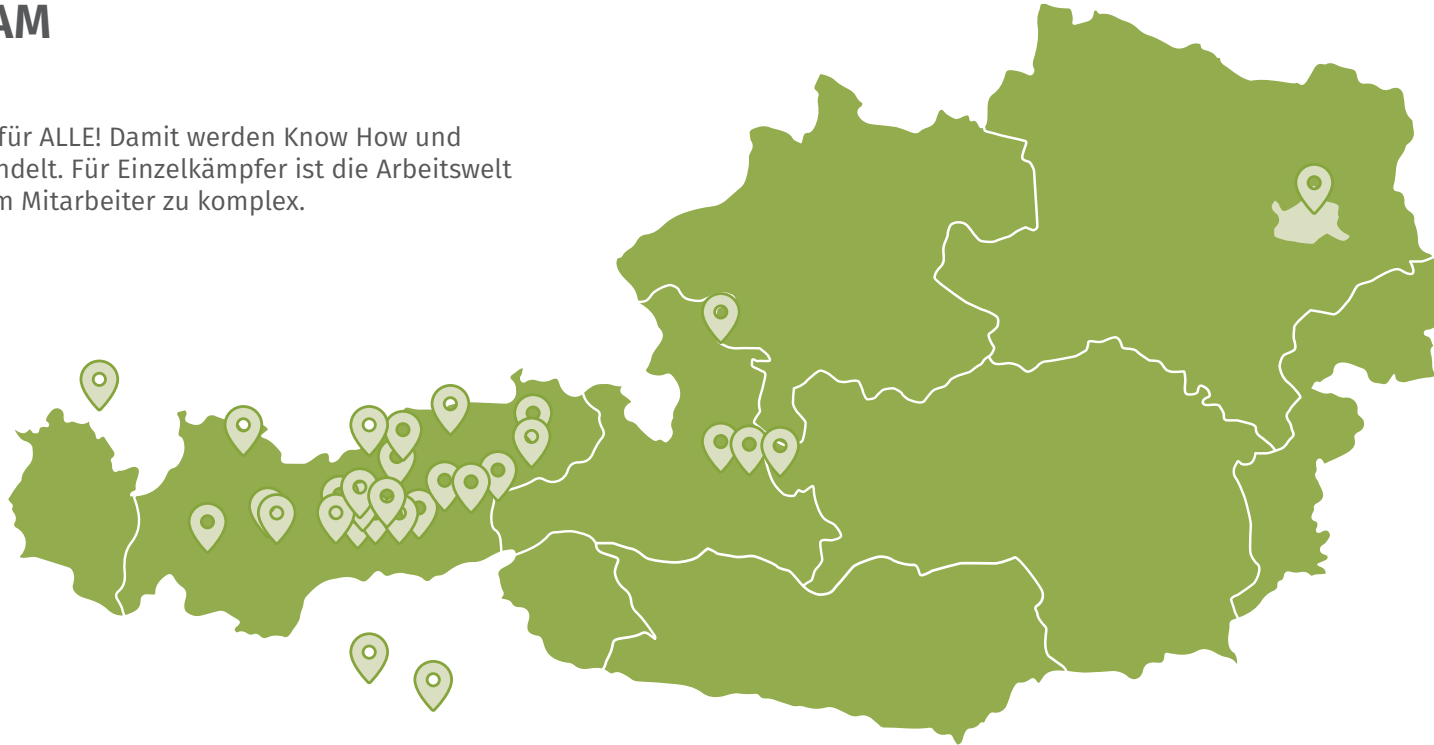 AM
für ALLE! Damit werden Know How und
ndelt. Für Einzelkämpfer ist die Arbeitswelt
m Mitarbeiter zu komplex.